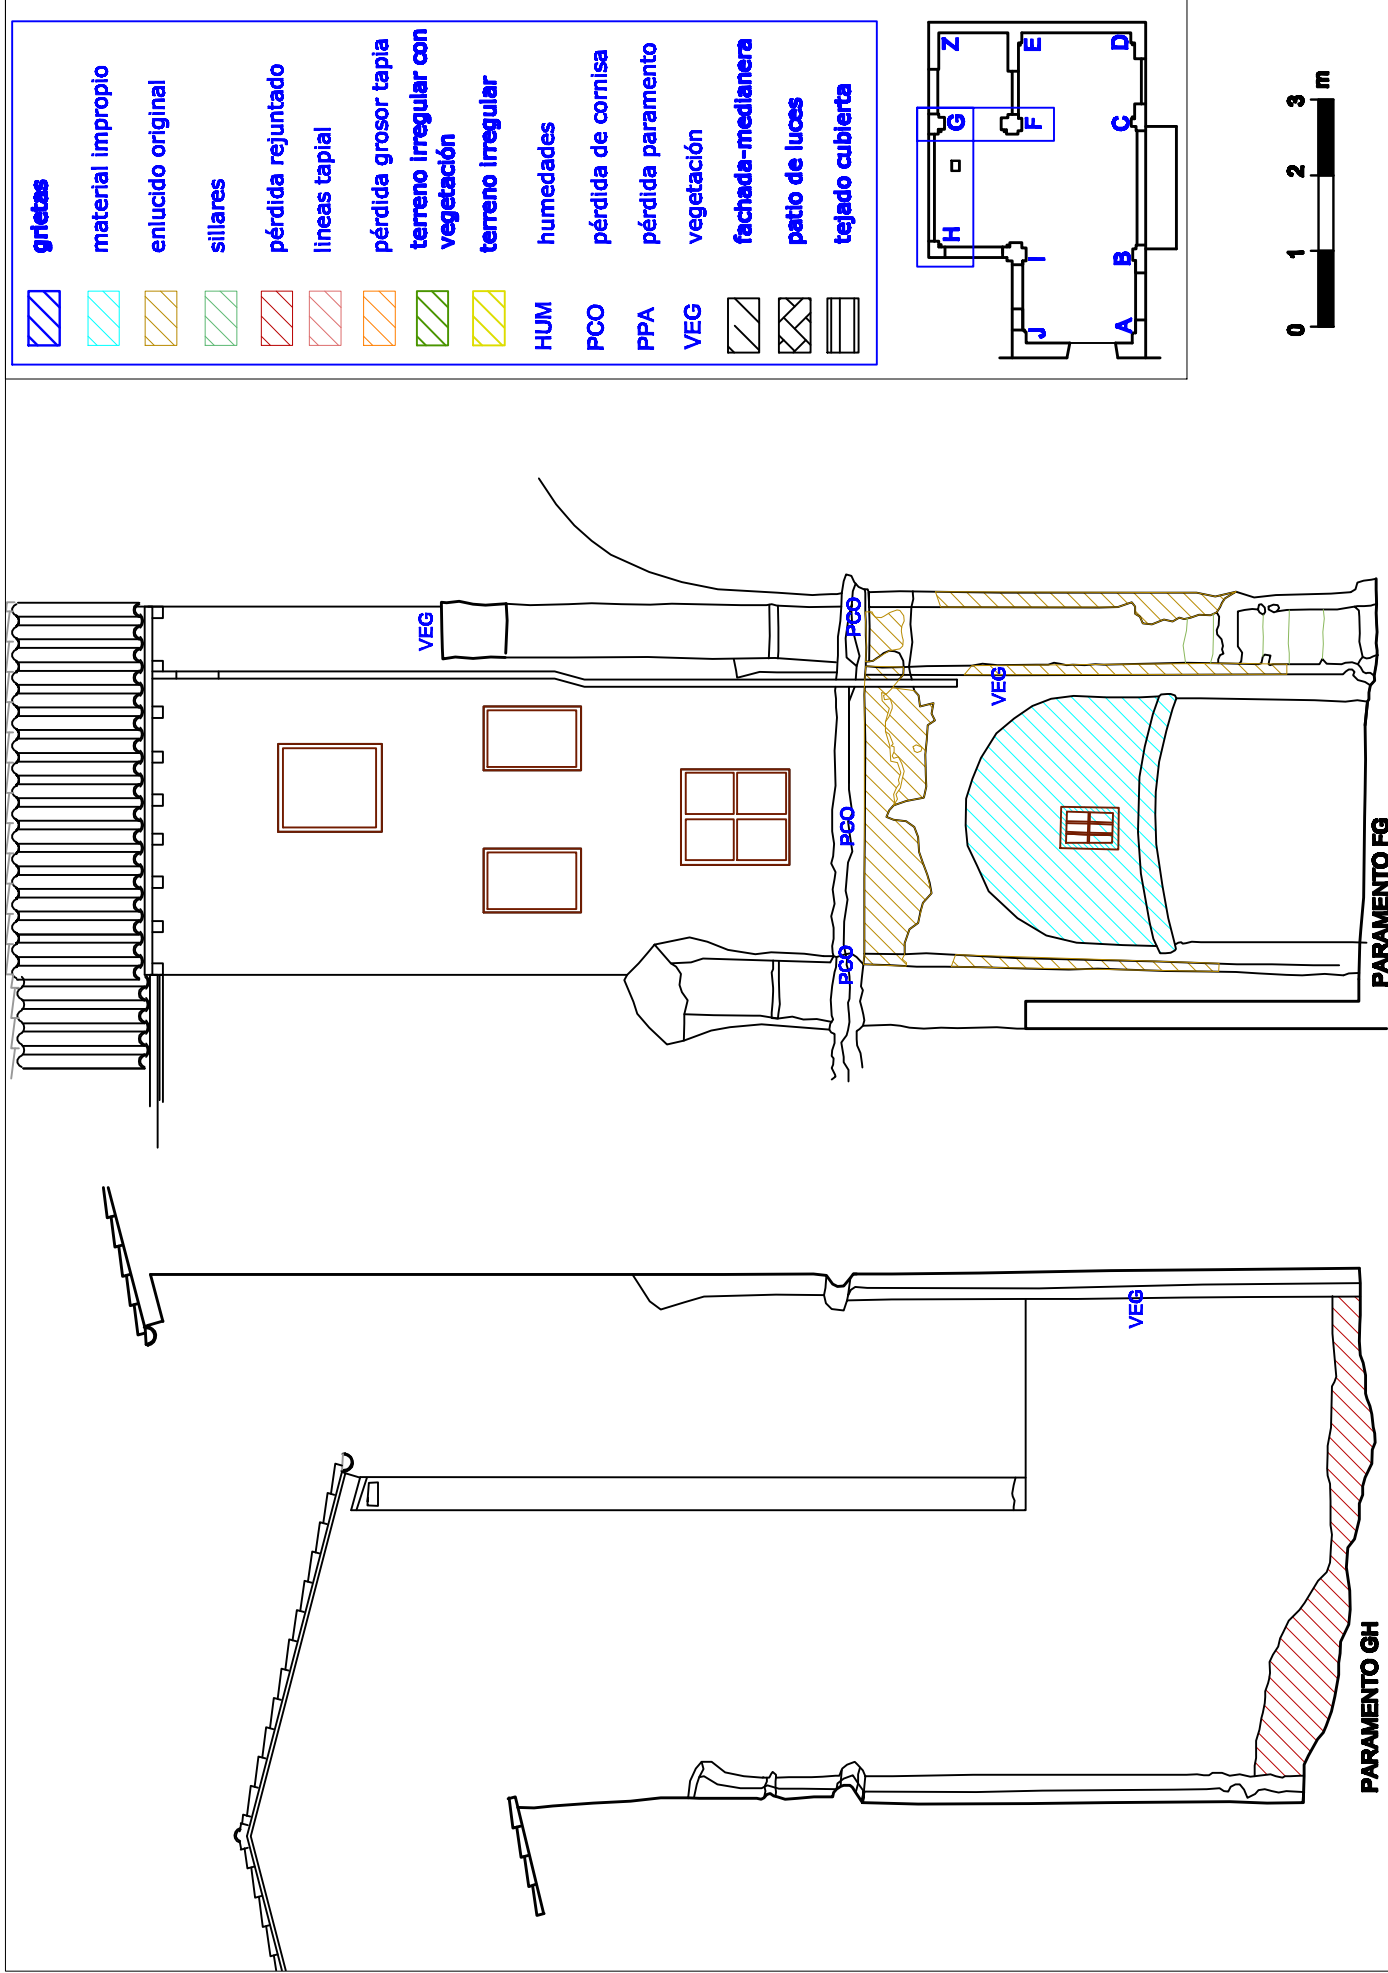 grietas
material impropio
enlucido original
sillares
pérdida rejuntado
lineas tapial
pérdida grosor tapia
terreno irregular con
vegetación
terreno irregular
HUM humedades
PCO pérdida de cornisa
PPA pérdida paramento
VEG vegetación
fachada-medianera
patio de luces
tejado cubierta
Z
E
D
G
F
C
H
I
B
J
A
0 1 2 3 m
VEG
PCO
VEG
PCO
PCO
PARAMENTO FG
VEG
PARAMENTO GH